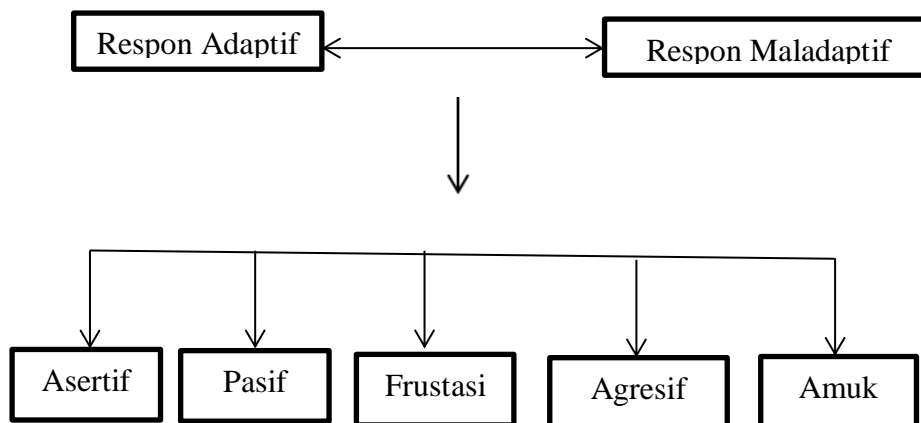 Respon Adaptif
Respon Maladaptif
Asertif
Pasif
Frustasi
Agresif
Amuk